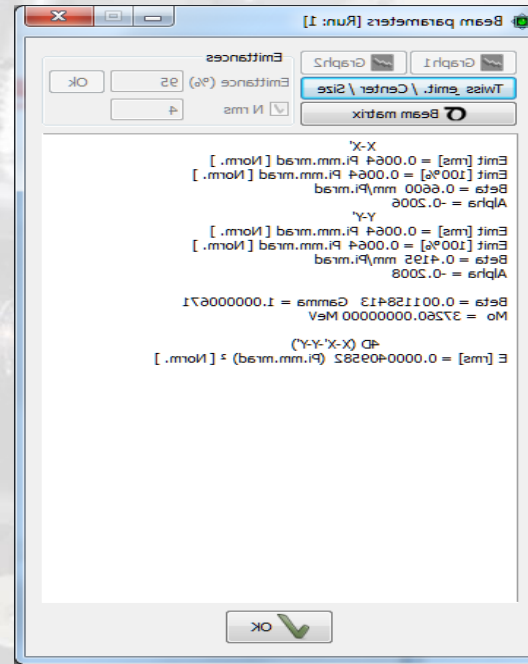 Beam parameters [Run: 1]
Graph1 Graph2
Twiss emit. / Center / Size
σ Beam matrix
Emittances
Emittance (%) 95 Ok
N rms 4
X-X'
Emit [rms] = 0.0064 Pi.mm.mrad [ Norm. ]
Emit [100%] = 0.0064 Pi.mm.mrad [ Norm. ]
Beta = 0.6600 mm/Pi.mrad
Alpha = -0.2006
Y-Y'
Emit [rms] = 0.0064 Pi.mm.mrad [ Norm. ]
Emit [100%] = 0.0064 Pi.mm.mrad [ Norm. ]
Beta = 0.4195 mm/Pi.mrad
Alpha = -0.2008
Beta = 0.001158413 Gamma = 1.000000671
Mo = 37260.00000000 MeV
4D (X-X'-Y-Y')
E [rms] = 0.0000409582 (Pi.mm.mrad) ² [ Norm. ]
OK